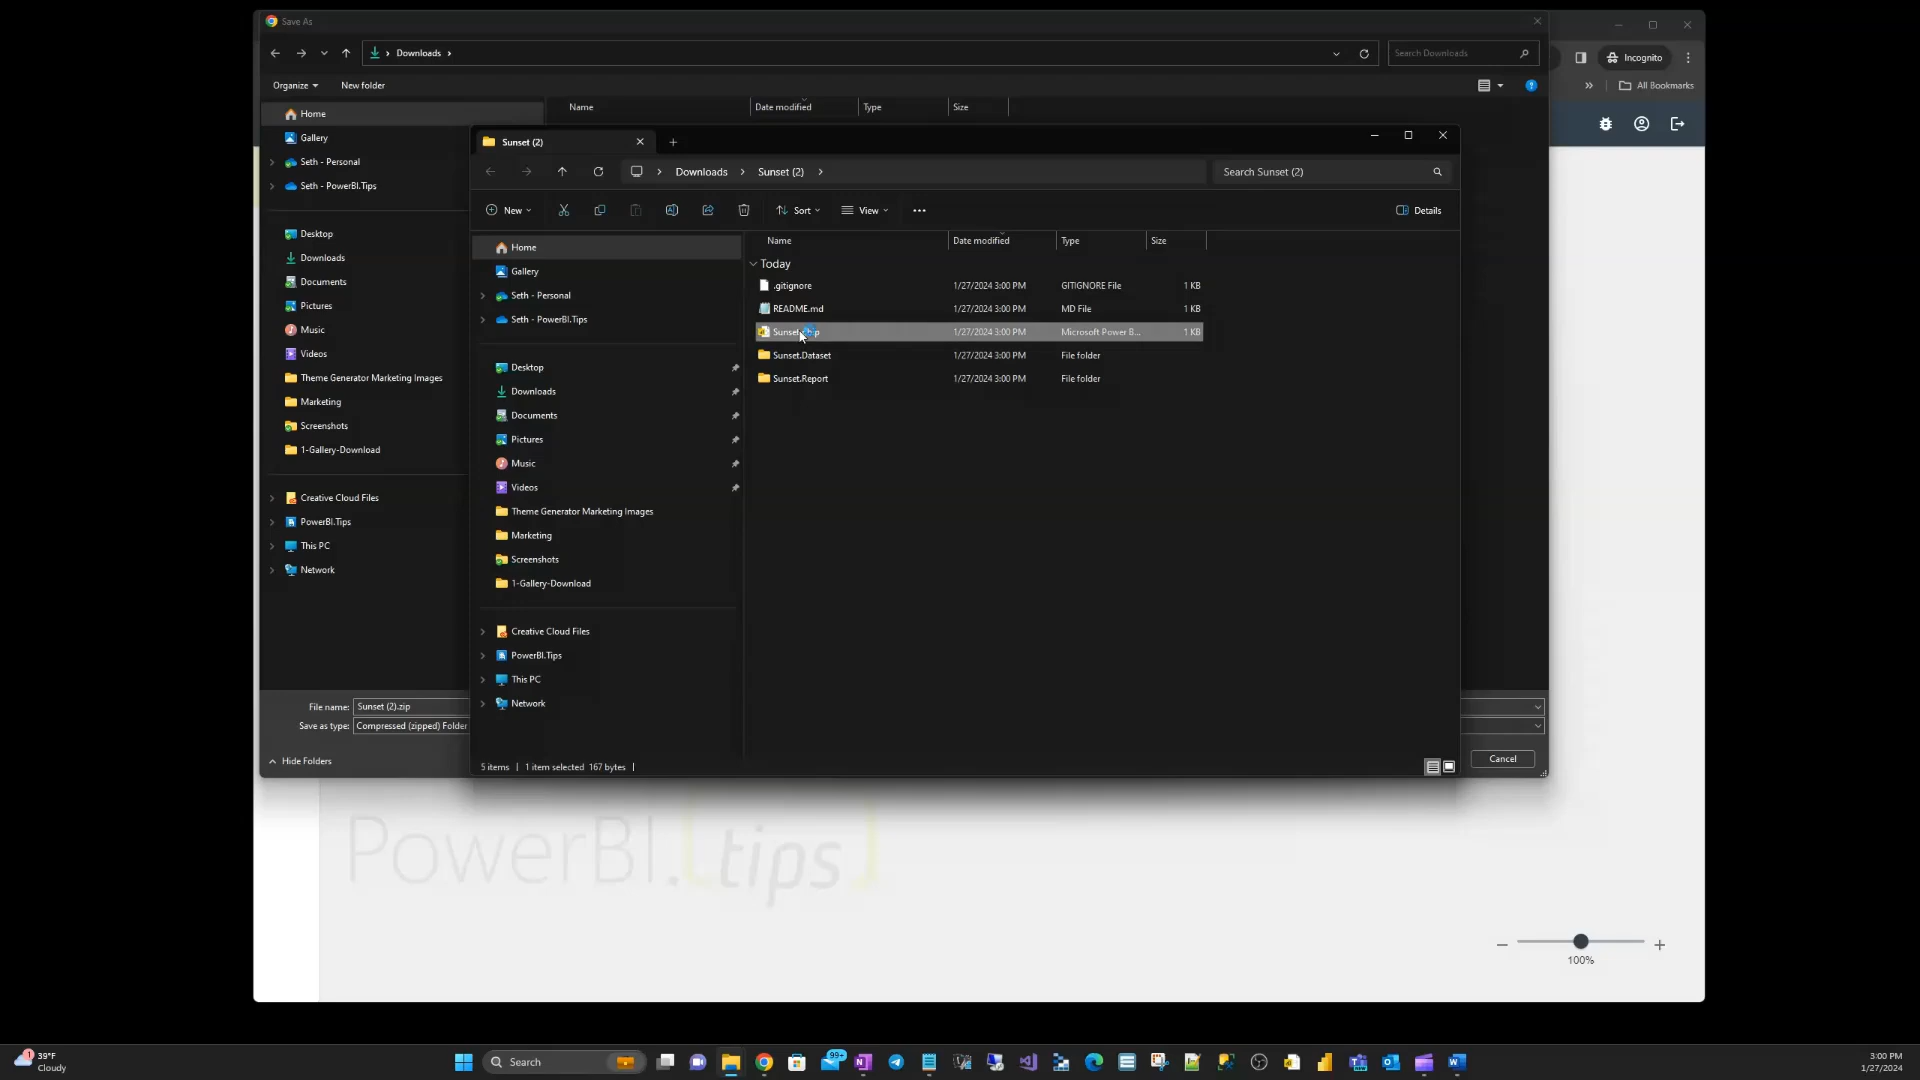 Save As
Downloads
Search Downloads
Incognito
Organize
New folder
All Bookmarks
Name
Date modified
Type
Size
Home
Gallery
Seth - Personal
Seth - PowerBI.Tips
Desktop
Downloads
Documents
Pictures
Music
Videos
Theme Generator Marketing Images
Marketing
Screenshots
1-Gallery-Download
Creative Cloud Files
PowerBI.Tips
This PC
Network
File name:
Sunset (2).zip
Save as type:
Compressed (zipped) Folder
Hide Folders
Cancel
Sunset (2)
Downloads
Sunset (2)
Search Sunset (2)
New
Sort
View
Details
Home
Gallery
Seth - Personal
Seth - PowerBI.Tips
Desktop
Downloads
Documents
Pictures
Music
Videos
Theme Generator Marketing Images
Marketing
Screenshots
1-Gallery-Download
Creative Cloud Files
PowerBI.Tips
This PC
Network
Name
Date modified
Type
Size
Today
.gitignore 1/27/2024 3:00 PM GITIGNORE File 1 KB
README.md 1/27/2024 3:00 PM MD File 1 KB
1/27/2024 3:00 PM Microsoft Power B... 1 KB
Sunset.Dataset 1/27/2024 3:00 PM File folder
Sunset.Report 1/27/2024 3:00 PM File folder
5 items
1 item selected 167 bytes
PowerBI.tips
100%
1
39°F
Cloudy
Search
99+
3:00 PM
1/27/2024